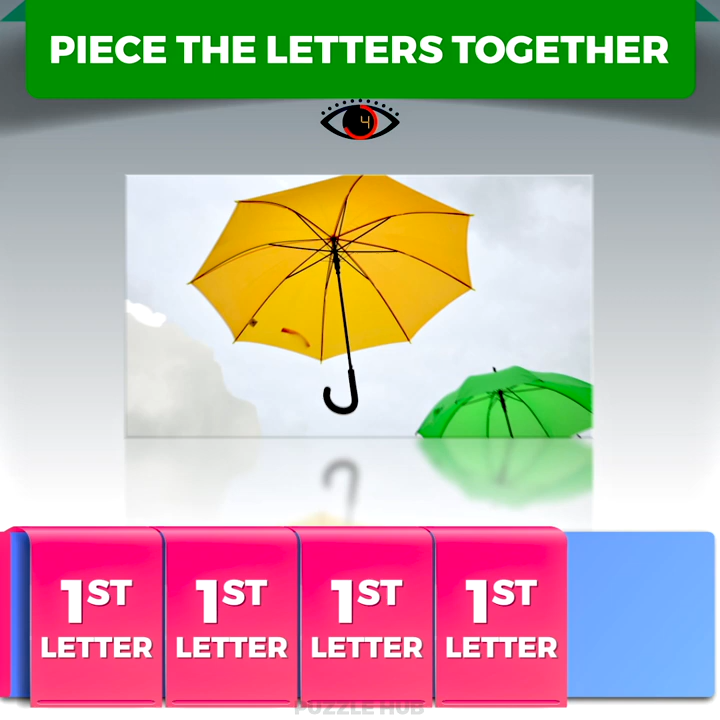 PIECE THE LETTERS TOGETHER
4
1ST LETTER
1ST LETTER
1ST LETTER
1ST LETTER
PUZZLE HUB